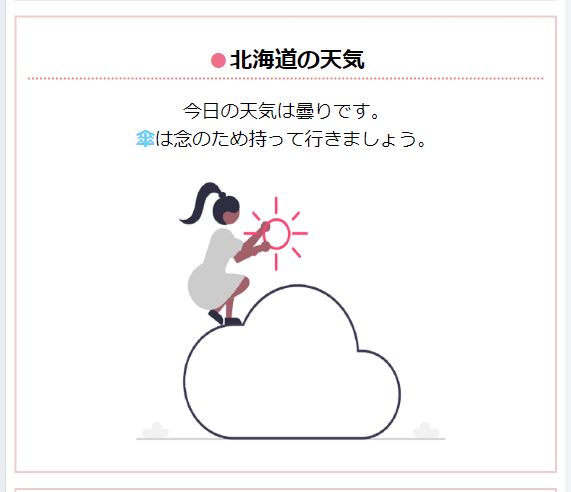 北海道の天気
今日の天気は曇りです。
傘は念のため持って行きましょう。